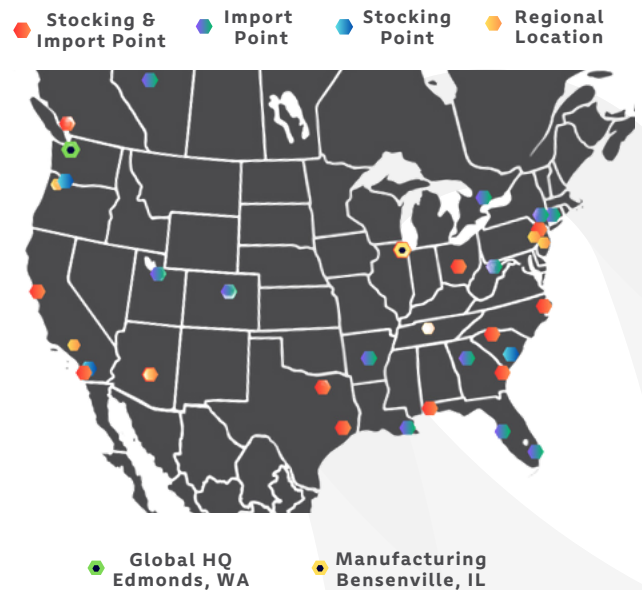 Stocking &
Import Point
Import
Point
Stocking
Point
Regional
Location
Global HQ
Edmonds, WA
Manufacturing
Bensenville, IL